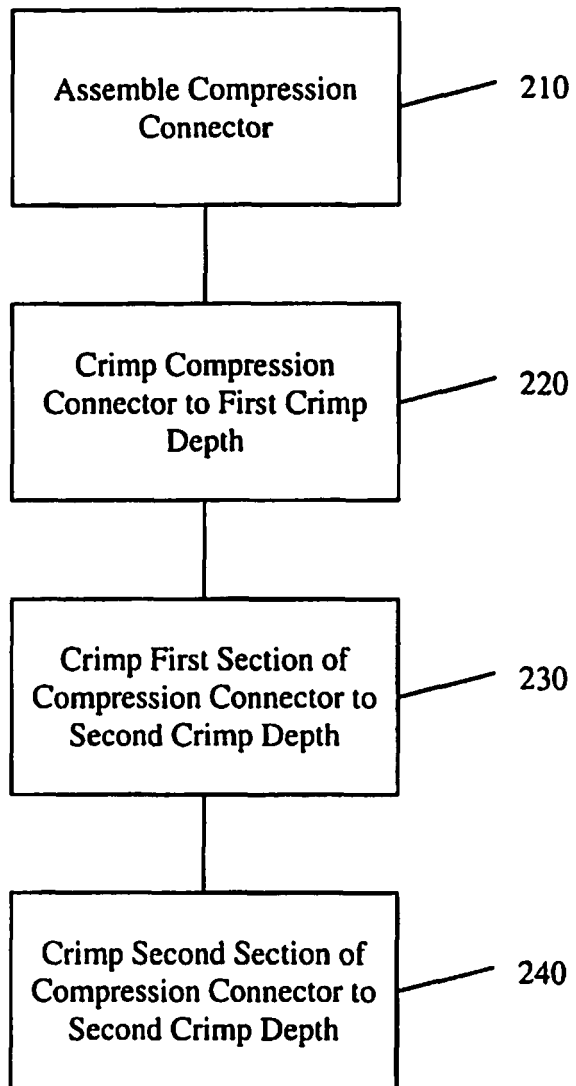 Assemble Compression
Connector
210
Crimp Compression
Connector to First Crimp
Depth
220
Crimp First Section of
Compression Connector to
Second Crimp Depth
230
Crimp Second Section of
Compression Connector to
Second Crimp Depth
240